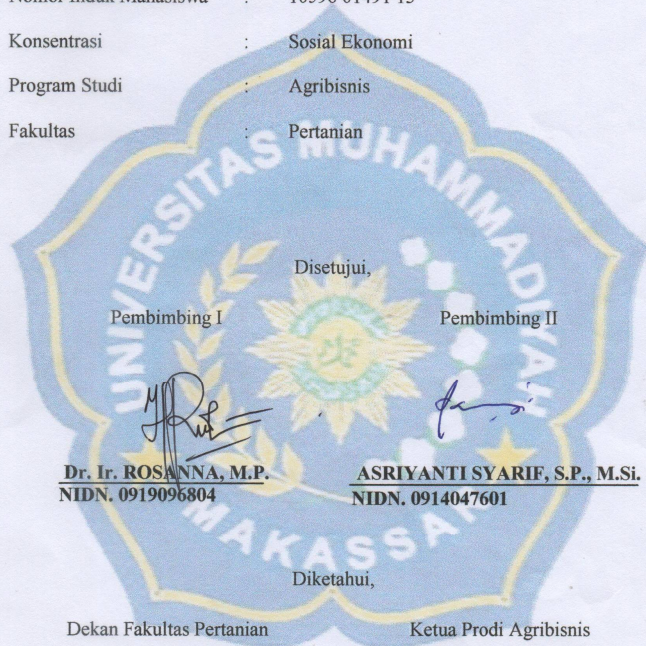 Konsentrasi : Sosial Ekonomi
Program Studi : Agribisnis
Fakultas : Pertanian
UNIVERSITAS MUHAMMADIYAH
MAKASSAR
Disetujui,
Pembimbing I Pembimbing II
Dr. Ir. ROSANNA, M.P. ASRIYANTI SYARIF, S.P., M.Si.
NIDN. 0919096804 NIDN. 0914047601
Diketahui,
Dekan Fakultas Pertanian Ketua Prodi Agribisnis